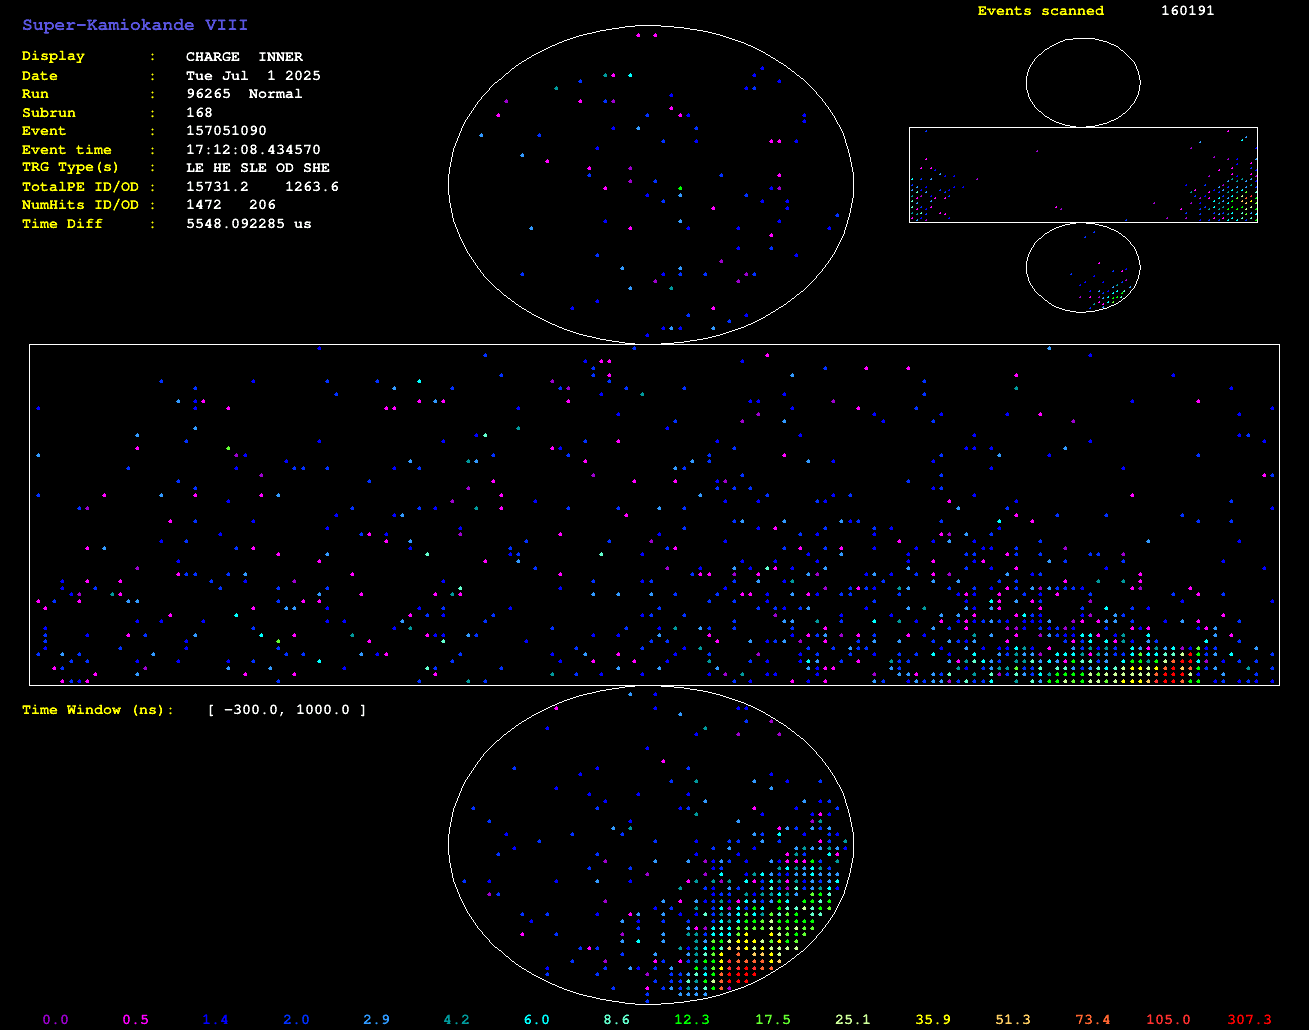 Events scanned 160191
Super-Kamiokande VIII
Display : CHARGE INNER
Date : Tue Jul 1 2025
Run : 96265 Normal
Subrun : 168
Event : 157051090
Event time : 17:12:08.434570
TRG Type(s) : LE HE SLE OD SHE
TotalPE ID/OD : 15731.2 1263.6
NumHits ID/OD : 1472 206
Time Diff : 5548.092285 us
Time Window (ns): [ -300.0, 1000.0 ]
0.0 0.5 1.4 2.0 2.9 4.2 6.0 8.6 12.3 17.5 25.1 35.9 51.3 73.4 105.0 307.3